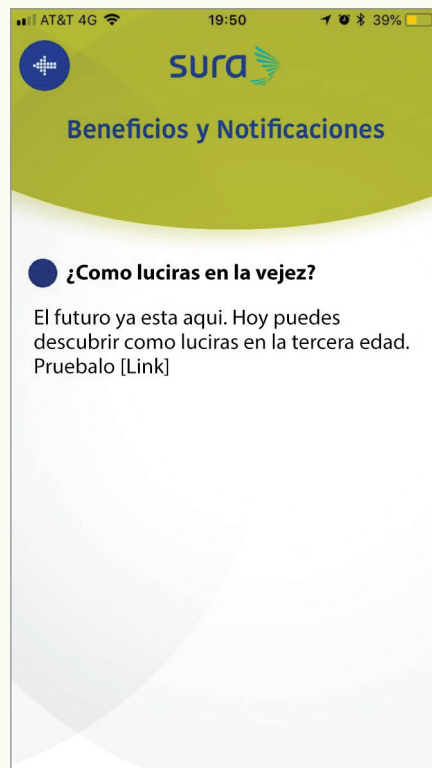 AT&T 4G 19:50 39%
sura
Beneficios y Notificaciones
¿Como luciras en la vejez?
El futuro ya esta aqui. Hoy puedes
descubrir como luciras en la tercera edad.
Pruebalo [Link]